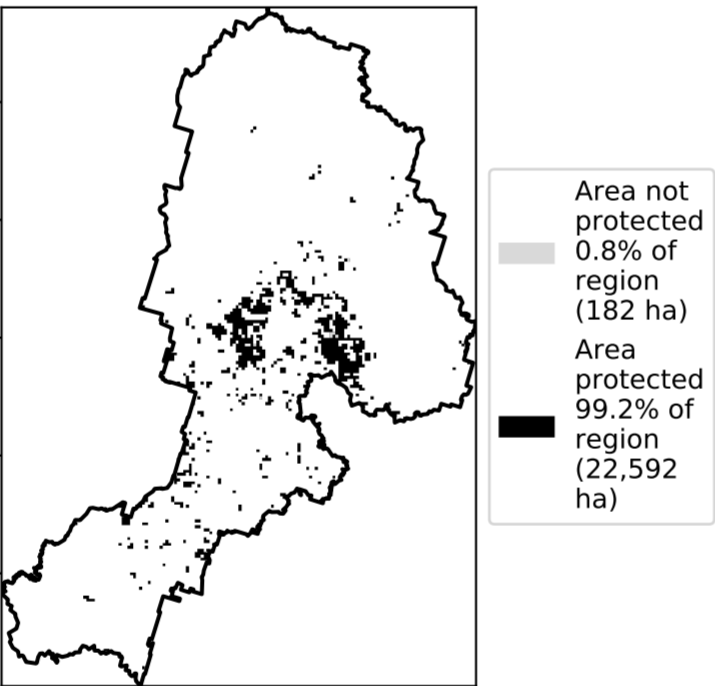 Area not
protected
0.8% of
region
(182 ha)
Area
protected
99.2% of
region
(22,592
ha)